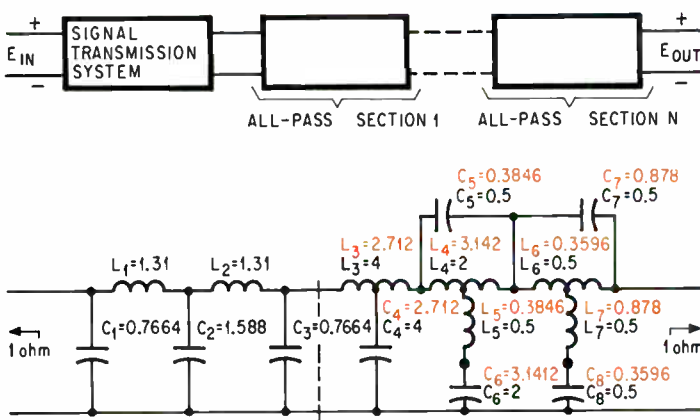 +
E IN
−
SIGNAL
TRANSMISSION
SYSTEM
+
E OUT
−
ALL-PASS SECTION 1
ALL-PASS SECTION N
C5=0.3846
C5=0.5
C7=0.878
C7=0.5
L1=1.31
L2=1.31
L3=2.712
L3=4
L4=3.142
L4=2
L6=0.3596
L6=0.5
C1=0.7664
C2=1.588
C3=0.7664
C4=2.712
C4=4
L5=0.3846
L5=0.5
L7=0.878
L7=0.5
1 ohm
1 ohm
C6=3.1412
C6=2
C8=0.3596
C8=0.5